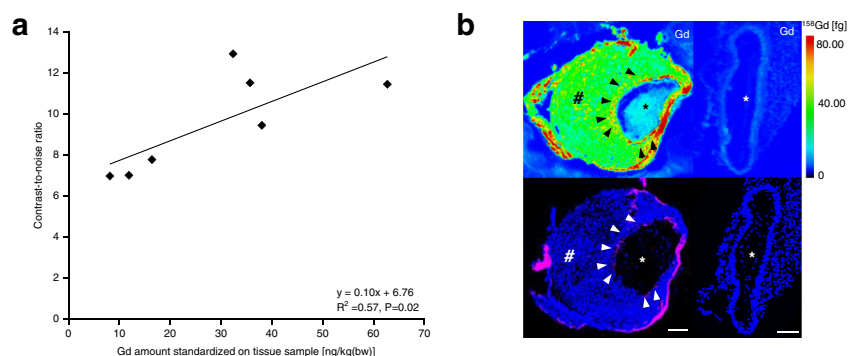 a
14
12
10
8
6
4
2
0
Contrast-to-noise ratio
y = 0.10x + 6.76
R² =0.57, P=0.02
0 10 20 30 40 50 60 70
Gd amount standardized on tissue sample [ng/kg(bw)]
b
Gd
Gd
¹⁵⁸Gd [fg]
80.00
40.00
0
#
*
*
#
*
*